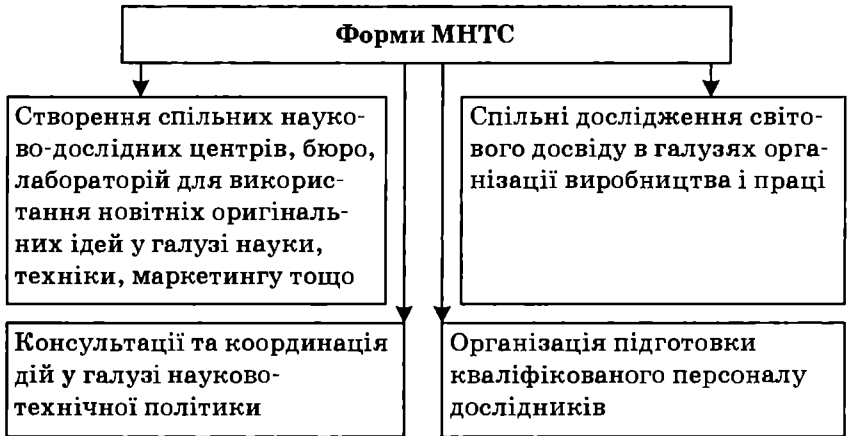 Форми МНТС
Створення спільних науко-
во-дослідних центрів, бюро,
лабораторій для викорис-
тання новітніх оригіналь-
них ідей у галузі науки,
техніки, маркетингу тощо
Спільні дослідження світо-
вого досвіду в галузях орга-
нізації виробництва і праці
Консультації та координація
дій у галузі науково-
технічної політики
Організація підготовки
кваліфікованого персоналу
дослідників